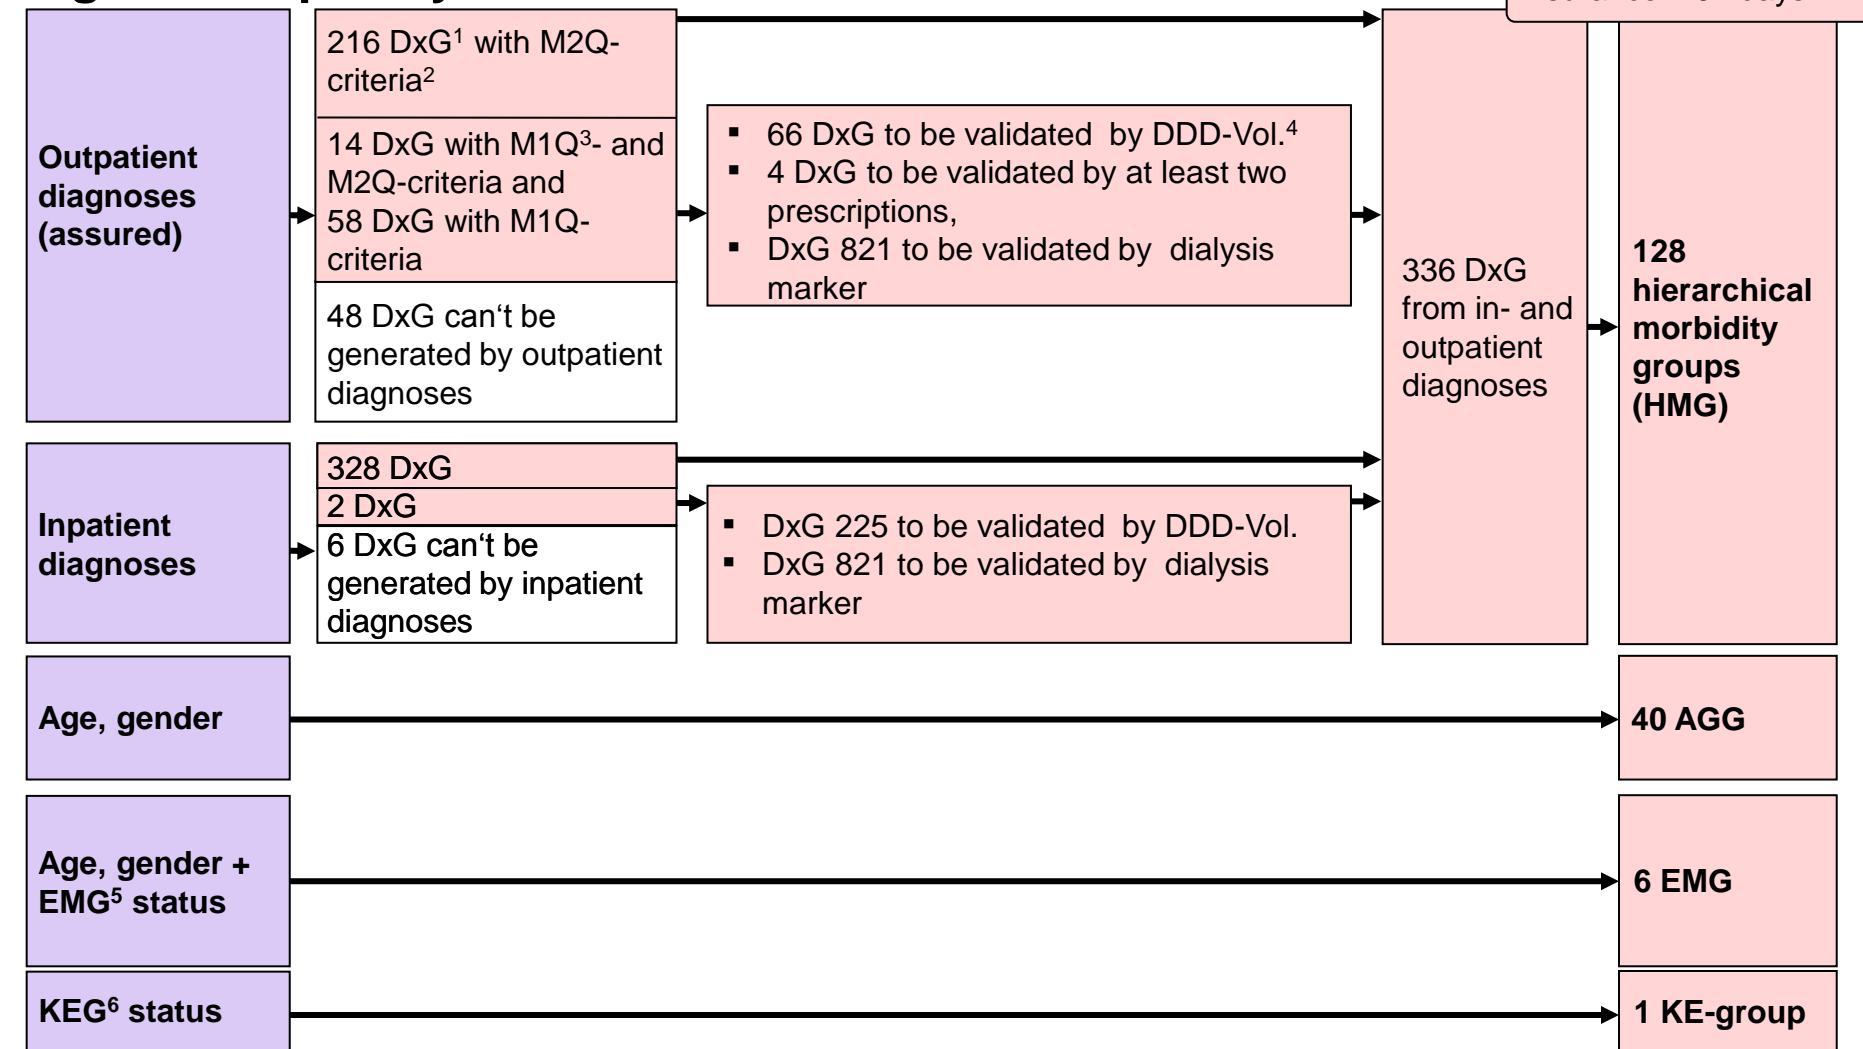 Outpatient
diagnoses
(assured)
216 DxG¹ with M2Q-
criteria²
14 DxG with M1Q³- and
M2Q-criteria and
58 DxG with M1Q-
criteria
48 DxG can‘t be
generated by outpatient
diagnoses
▪ 66 DxG to be validated by DDD-Vol.⁴
▪ 4 DxG to be validated by at least two
prescriptions,
▪ DxG 821 to be validated by dialysis
marker
336 DxG
from in- and
outpatient
diagnoses
128
hierarchical
morbidity
groups
(HMG)
Inpatient
diagnoses
328 DxG
2 DxG
6 DxG can‘t be
generated by inpatient
diagnoses
▪ DxG 225 to be validated by DDD-Vol.
▪ DxG 821 to be validated by dialysis
marker
Age, gender
40 AGG
Age, gender +
EMG⁵ status
6 EMG
KEG⁶ status
1 KE-group